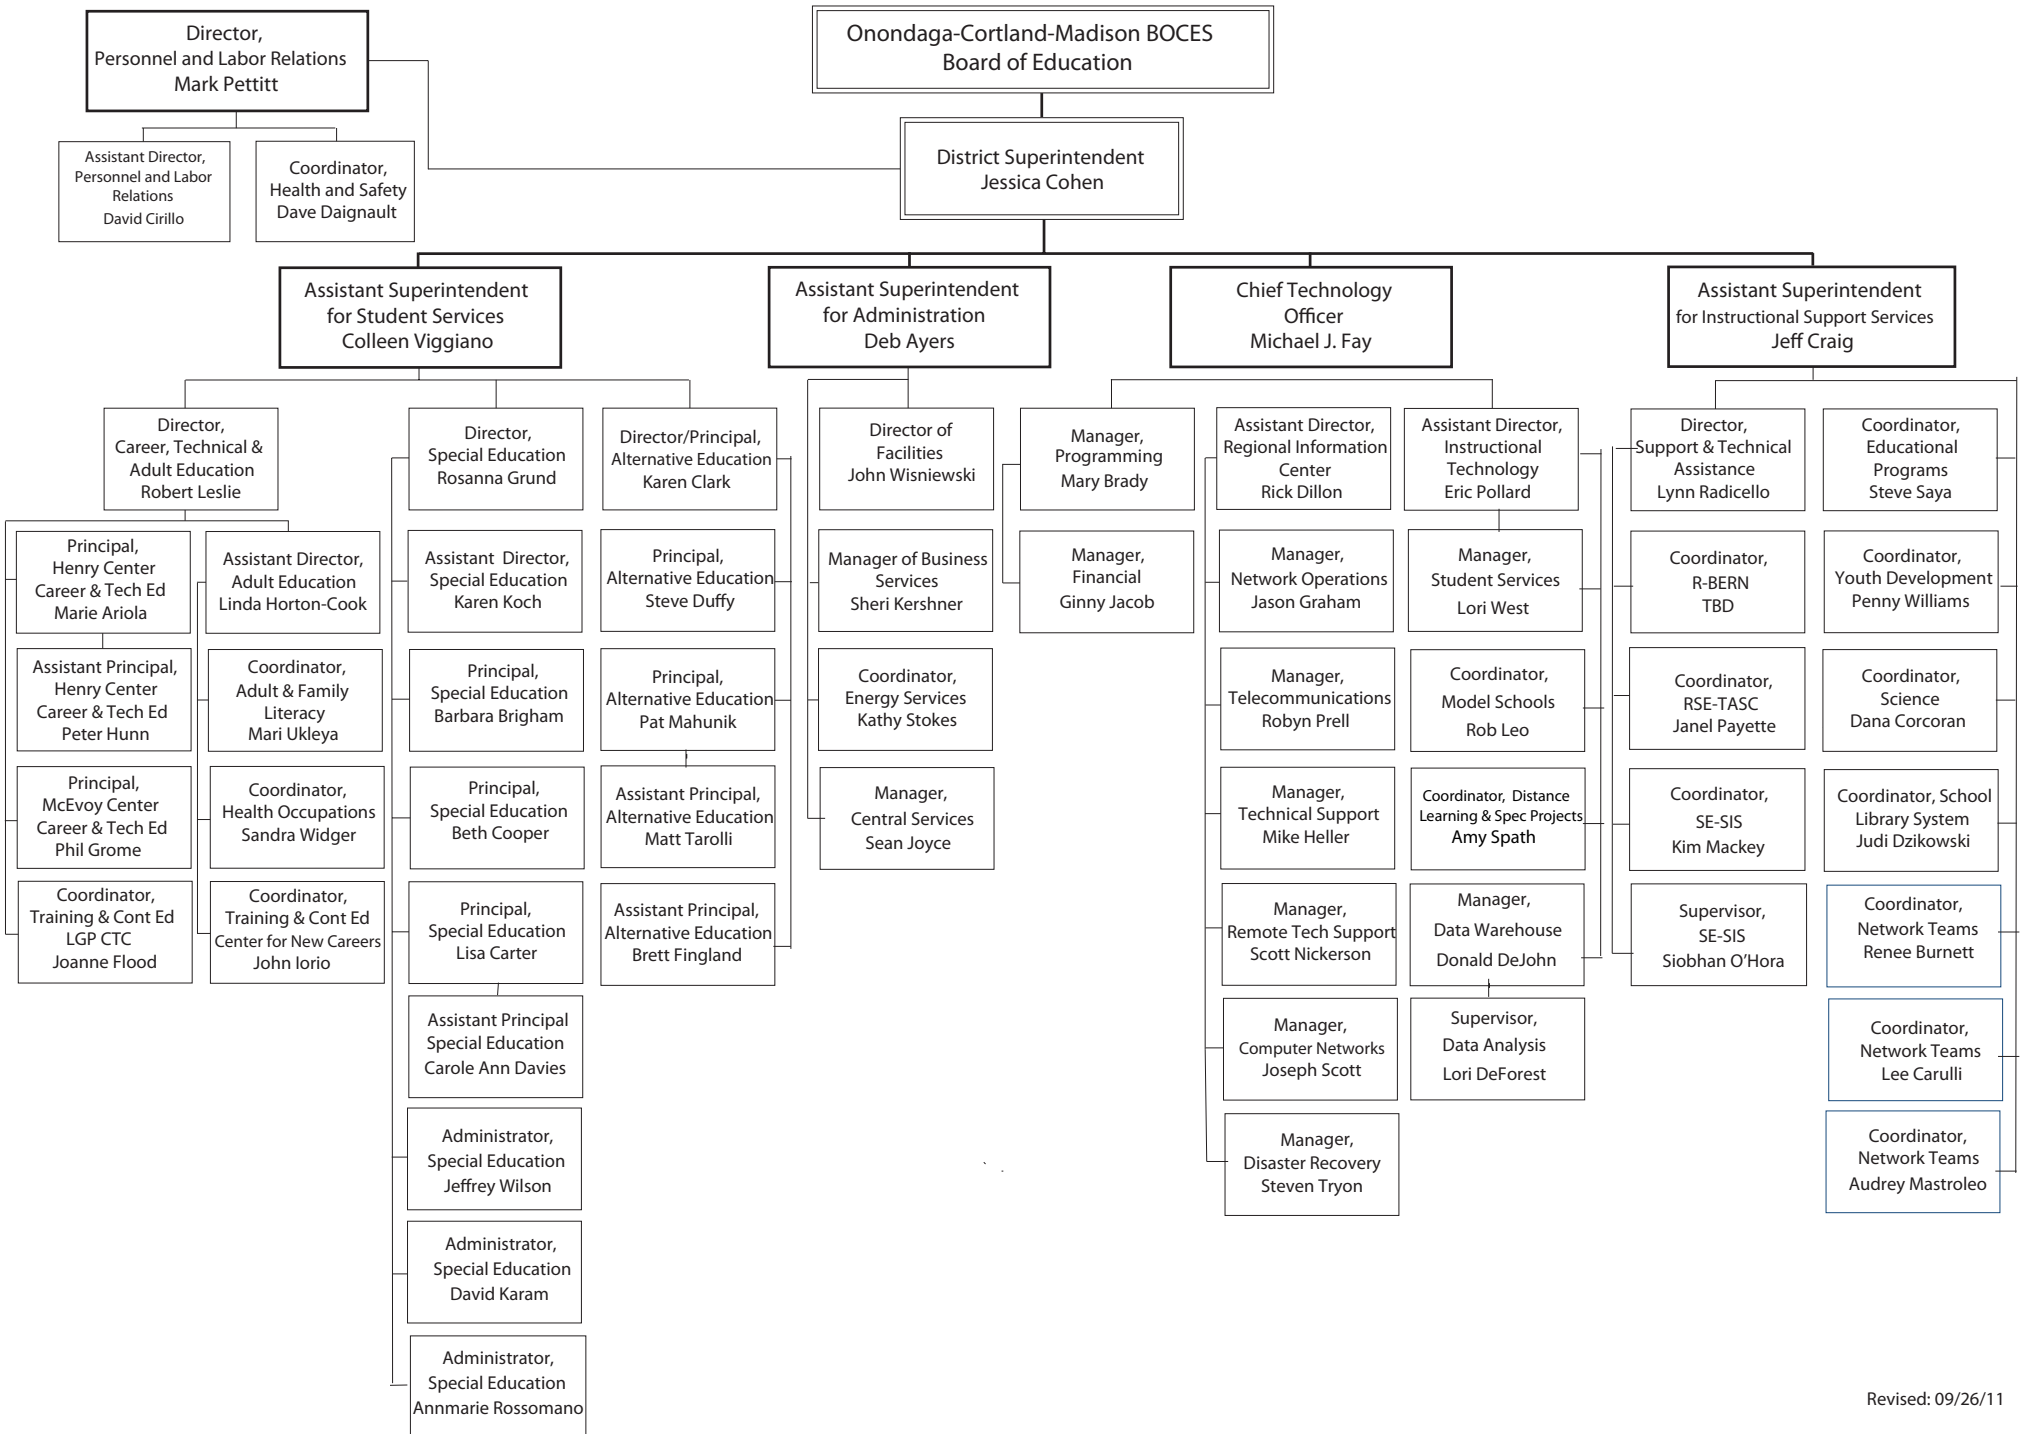 Director,
Personnel and Labor Relations
Mark Pettitt
Onondaga-Cortland-Madison BOCES
Board of Education
Assistant Director,
Personnel and Labor
Relations
David Cirillo
Coordinator,
Health and Safety
Dave Daignault
District Superintendent
Jessica Cohen
Assistant Superintendent
for Student Services
Colleen Viggiano
Assistant Superintendent
for Administration
Deb Ayers
Chief Technology
Officer
Michael J. Fay
Assistant Superintendent
for Instructional Support Services
Jeff Craig
Director,
Career, Technical &
Adult Education
Robert Leslie
Principal,
Henry Center
Career & Tech Ed
Marie Ariola
Assistant Principal,
Henry Center
Career & Tech Ed
Peter Hunn
Principal,
McEvoy Center
Career & Tech Ed
Phil Grome
Coordinator,
Training & Cont Ed
LGP CTC
Joanne Flood
Assistant Director,
Adult Education
Linda Horton-Cook
Coordinator,
Adult & Family
Literacy
Mari Ukleya
Coordinator,
Health Occupations
Sandra Widger
Coordinator,
Training & Cont Ed
Center for New Careers
John Iorio
Director,
Special Education
Rosanna Grund
Assistant Director,
Special Education
Karen Koch
Principal,
Special Education
Barbara Brigham
Principal,
Special Education
Beth Cooper
Principal,
Special Education
Lisa Carter
Assistant Principal
Special Education
Carole Ann Davies
Administrator,
Special Education
Jeffrey Wilson
Administrator,
Special Education
David Karam
Administrator,
Special Education
Annmarie Rossomano
Director/Principal,
Alternative Education
Karen Clark
Principal,
Alternative Education
Steve Duffy
Principal,
Alternative Education
Pat Mahunik
Assistant Principal,
Alternative Education
Matt Tarolli
Assistant Principal,
Alternative Education
Brett Fingland
Director of
Facilities
John Wisniewski
Manager of Business
Services
Sheri Kershner
Coordinator,
Energy Services
Kathy Stokes
Manager,
Central Services
Sean Joyce
Manager,
Programming
Mary Brady
Manager,
Financial
Ginny Jacob
Assistant Director,
Regional Information
Center
Rick Dillon
Manager,
Network Operations
Jason Graham
Manager,
Telecommunications
Robyn Prell
Manager,
Technical Support
Mike Heller
Manager,
Remote Tech Support
Scott Nickerson
Manager,
Computer Networks
Joseph Scott
Manager,
Disaster Recovery
Steven Tryon
Assistant Director,
Instructional
Technology
Eric Pollard
Manager,
Student Services
Lori West
Coordinator,
Model Schools
Rob Leo
Coordinator, Distance
Learning & Spec Projects
Amy Spath
Manager,
Data Warehouse
Donald DeJohn
Supervisor,
Data Analysis
Lori DeForest
Director,
Support & Technical
Assistance
Lynn Radicello
Coordinator,
R-BERN
TBD
Coordinator,
RSE-TASC
Janel Payette
Coordinator,
SE-SIS
Kim Mackey
Supervisor,
SE-SIS
Siobhan O'Hora
Coordinator,
Educational
Programs
Steve Saya
Coordinator,
Youth Development
Penny Williams
Coordinator,
Science
Dana Corcoran
Coordinator, School
Library System
Judi Dzikowski
Coordinator,
Network Teams
Renee Burnett
Coordinator,
Network Teams
Lee Carulli
Coordinator,
Network Teams
Audrey Mastroleo
Revised: 09/26/11